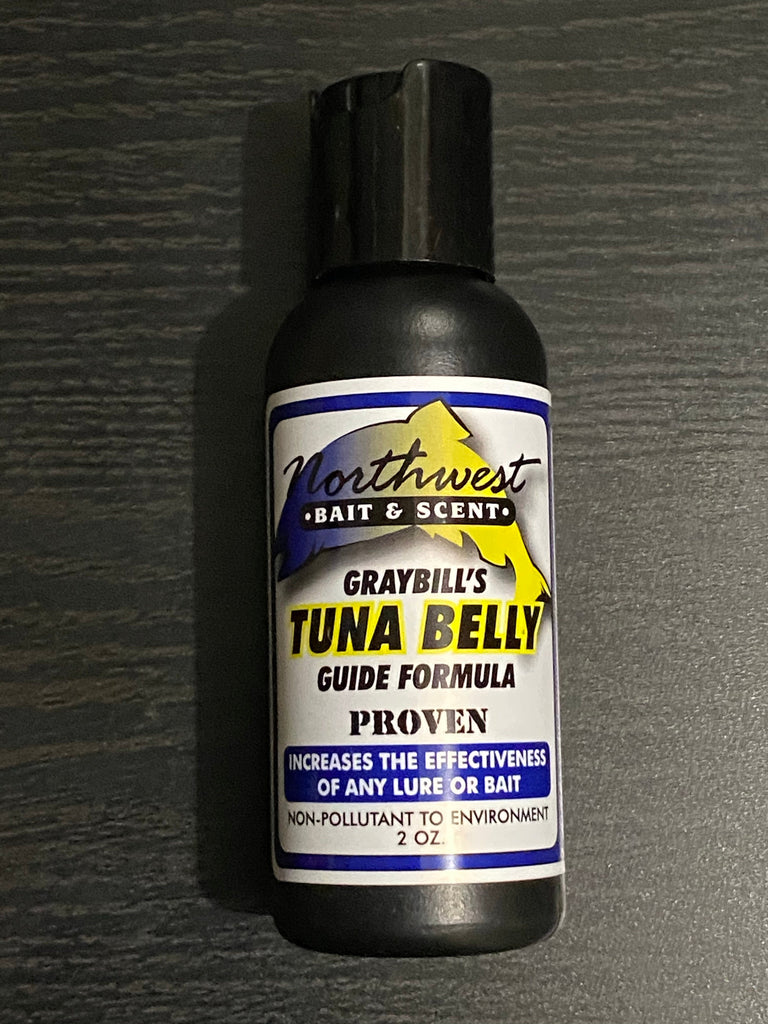 Northwest
•BAIT & SCENT•
GRAYBILL'S
TUNA BELLY
GUIDE FORMULA
PROVEN
INCREASES THE EFFECTIVENESS
OF ANY LURE OR BAIT
NON-POLLUTANT TO ENVIRONMENT
2 OZ.